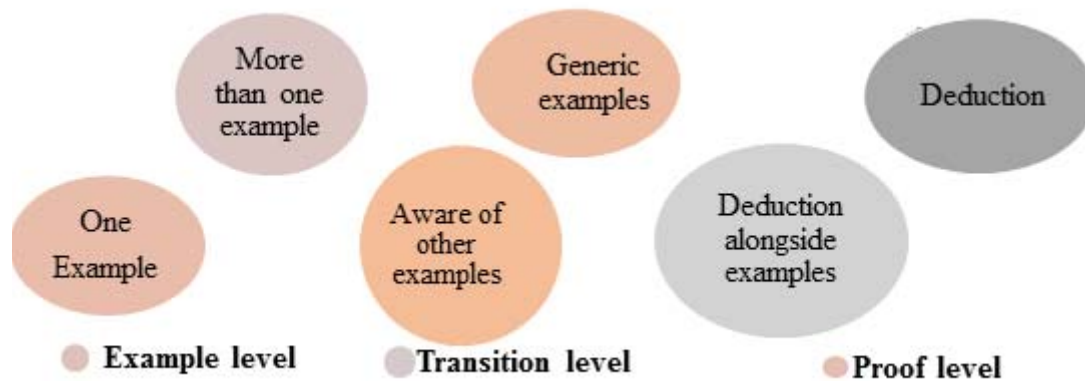 More
than one
example
Generic
examples
Deduction
One
Example
Aware of
other
examples
Deduction
alongside
examples
Example level
Transition level
Proof level